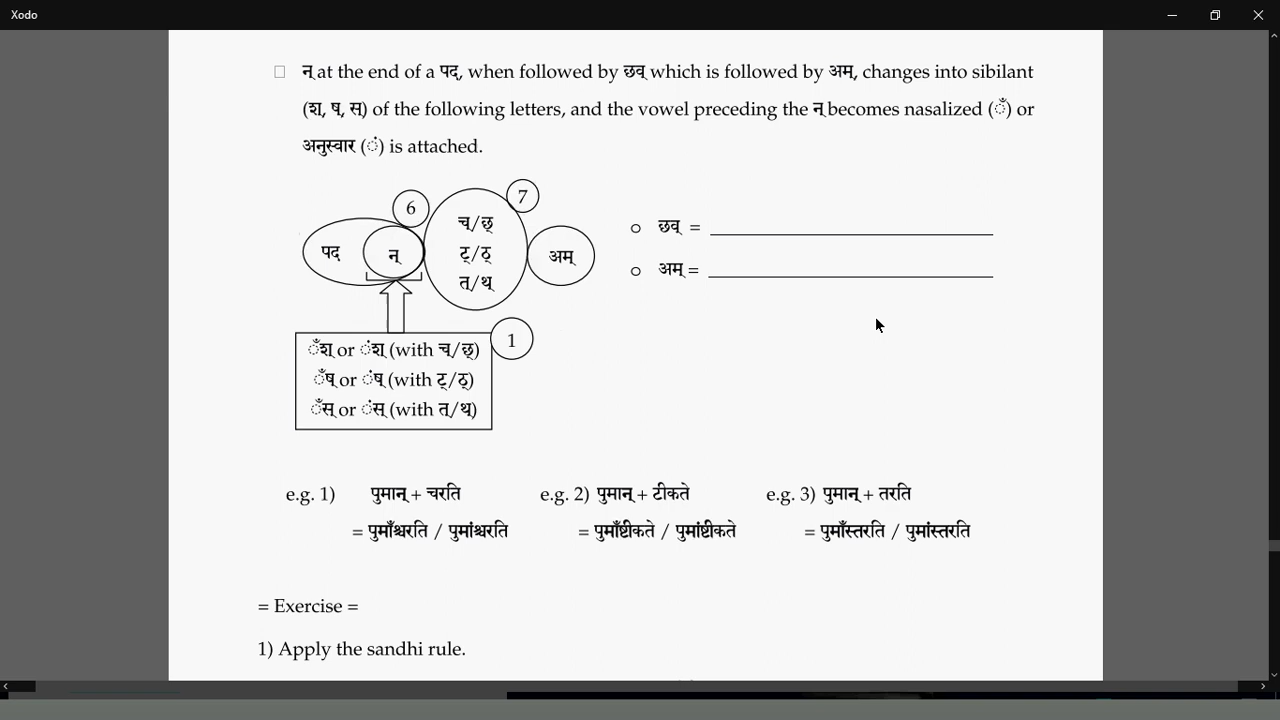 Xodo
न् at the end of a पद, when followed by छव् which is followed by अम्, changes into sibilant
(श्, ष्, स्) of the following letters, and the vowel preceding the न् becomes nasalized (ँ) or
अनुस्वार (ं) is attached.
6
7
पद
न्
च्/छ्
ट्/ठ्
त्/थ्
अम्
छव् =
अम् =
1
ँश् or ंश् (with च्/छ्)
ँष् or ंष् (with ट्/ठ्)
ँस् or ंस् (with त्/थ्)
e.g. 1) पुमान् + चरति e.g. 2) पुमान् + टीकते e.g. 3) पुमान् + तरति
= पुमाँश्चरति / पुमांश्चरति = पुमाँष्टीकते / पुमांष्टीकते = पुमाँस्तरति / पुमांस्तरति
= Exercise =
1) Apply the sandhi rule.